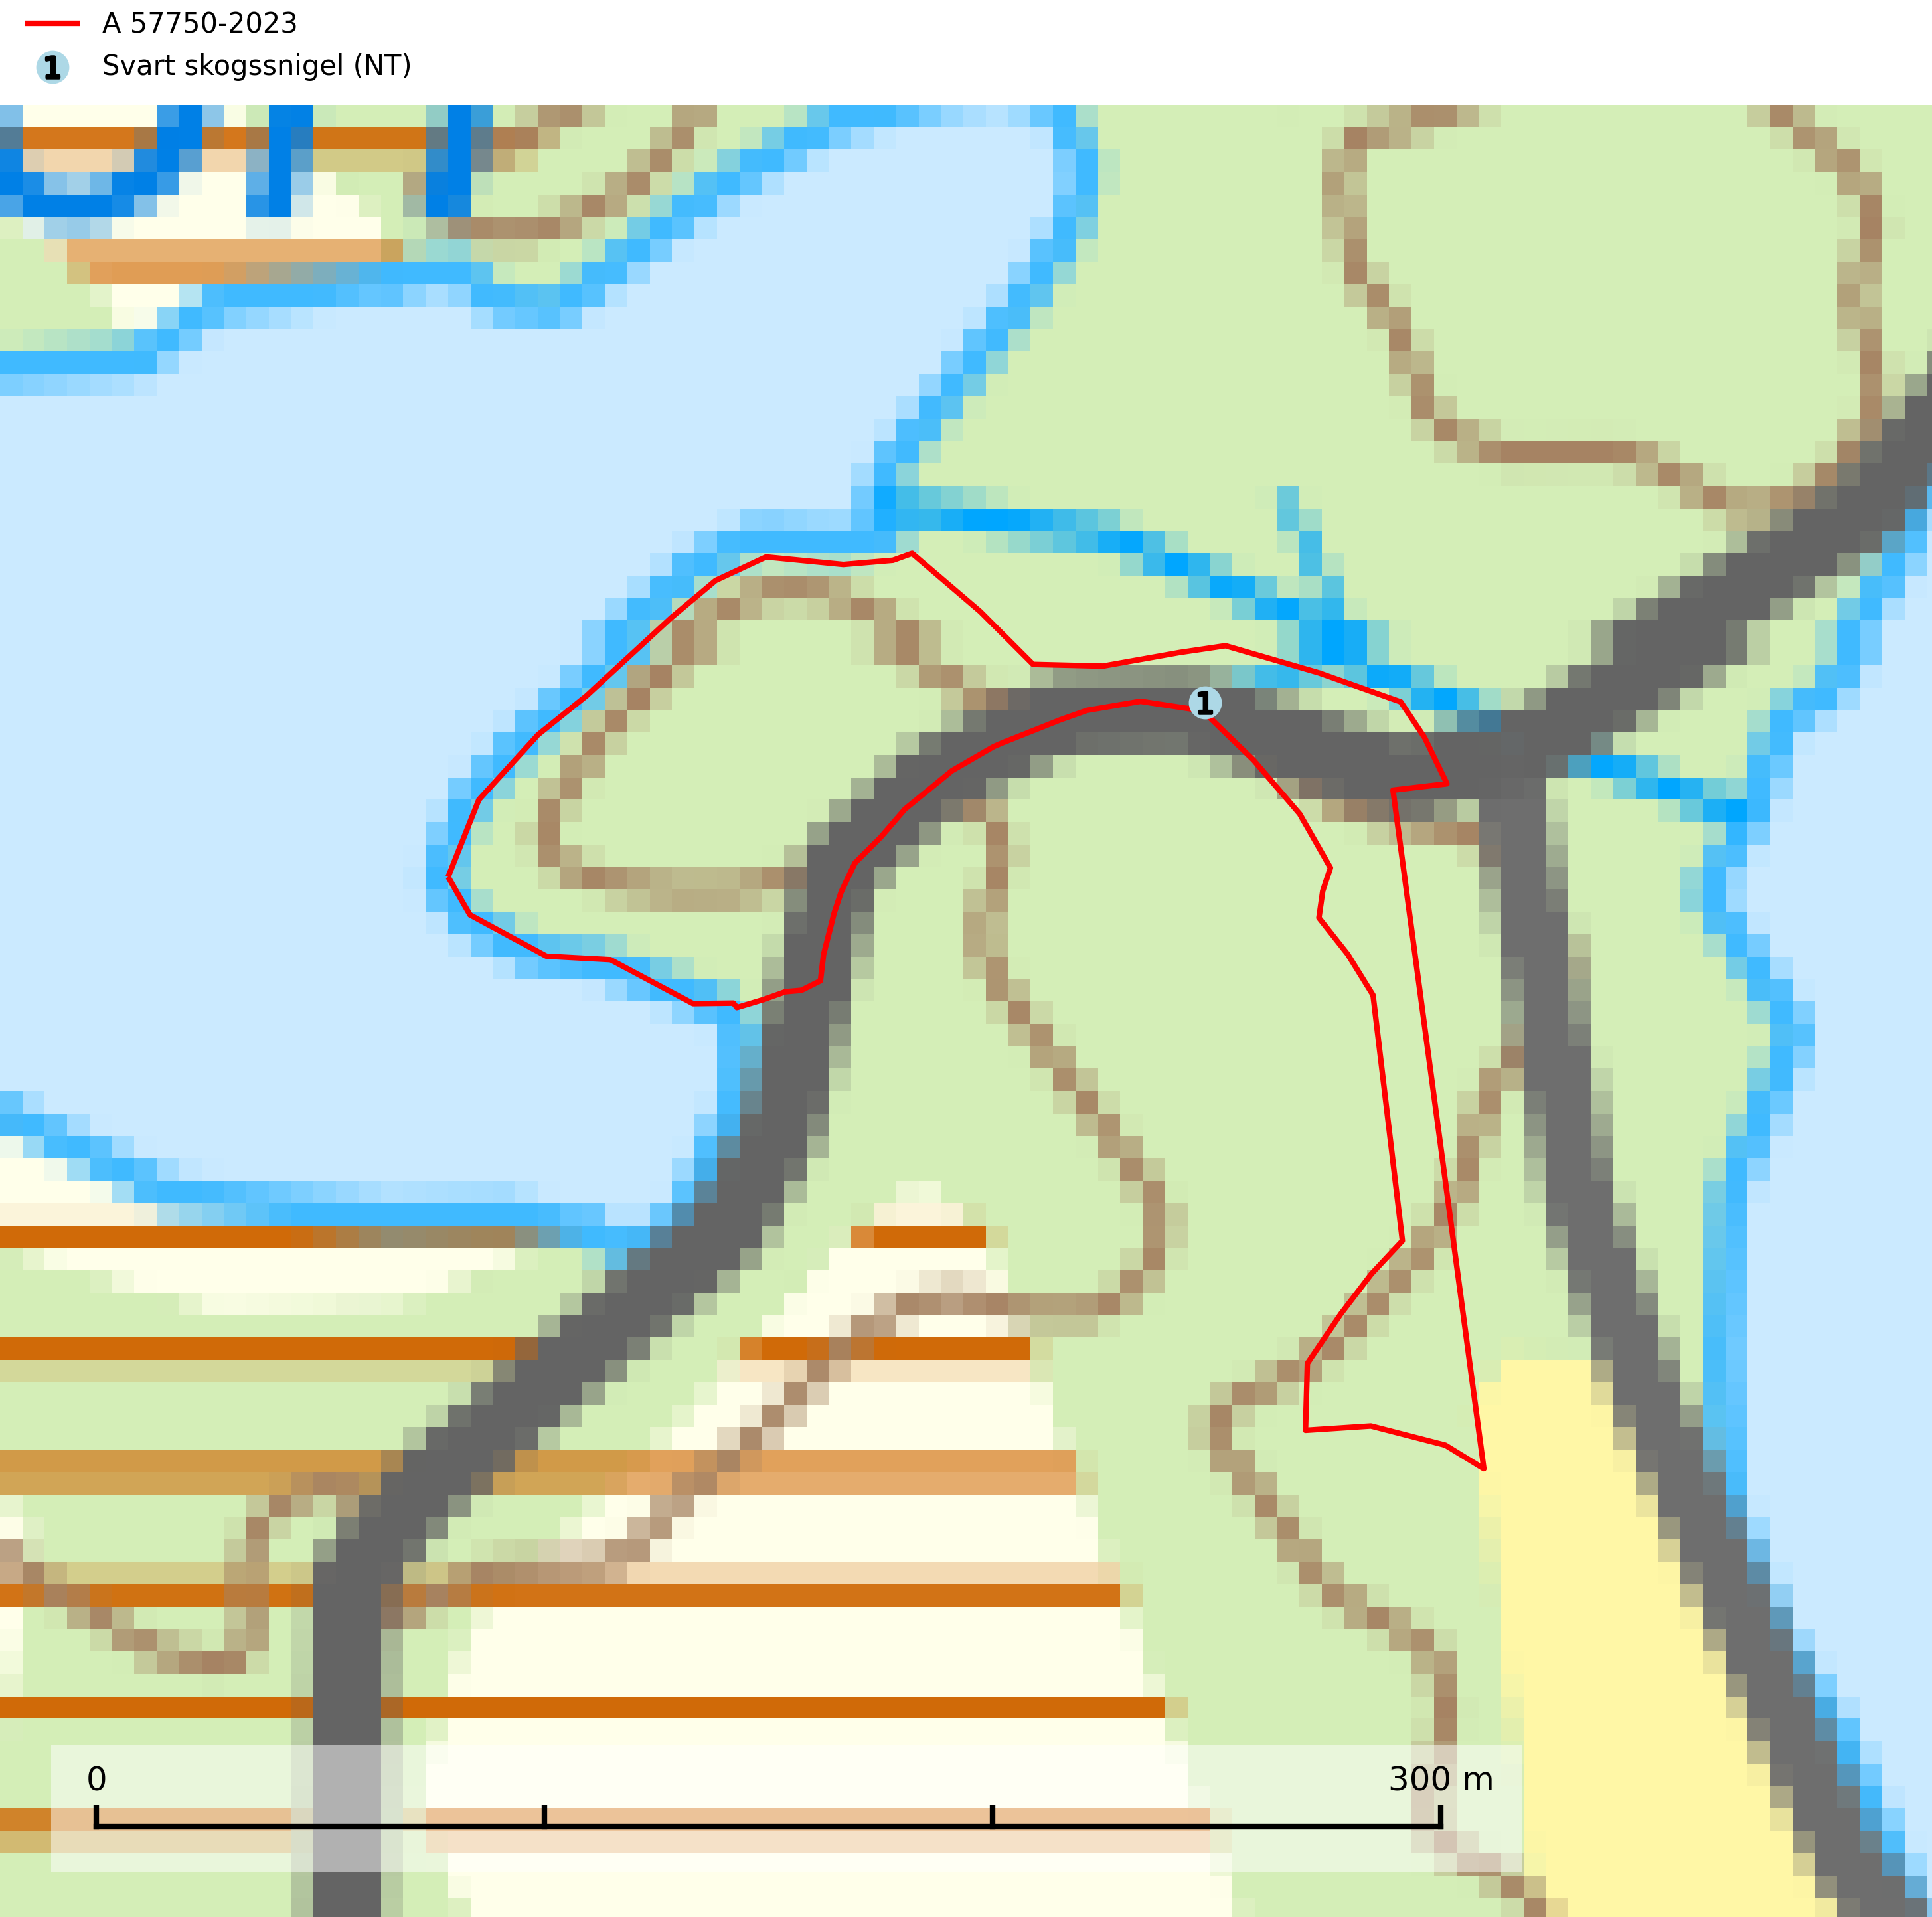 A 57750-2023
1 Svart skogssnigel (NT)
1
0 300 m